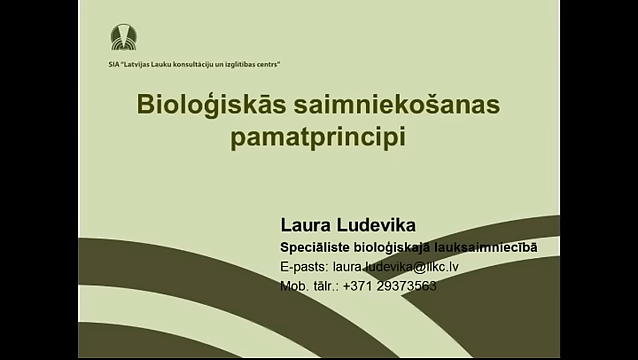 SIA "Latvijas Lauku konsultāciju un izglītības centrs"
Bioloģiskās saimniekošanas
pamatprincipi
Laura Ludevika
Speciāliste bioloģiskajā lauksaimniecībā
E-pasts: laura.ludevika@llkc.lv
Mob. tālr.: +371 29373563